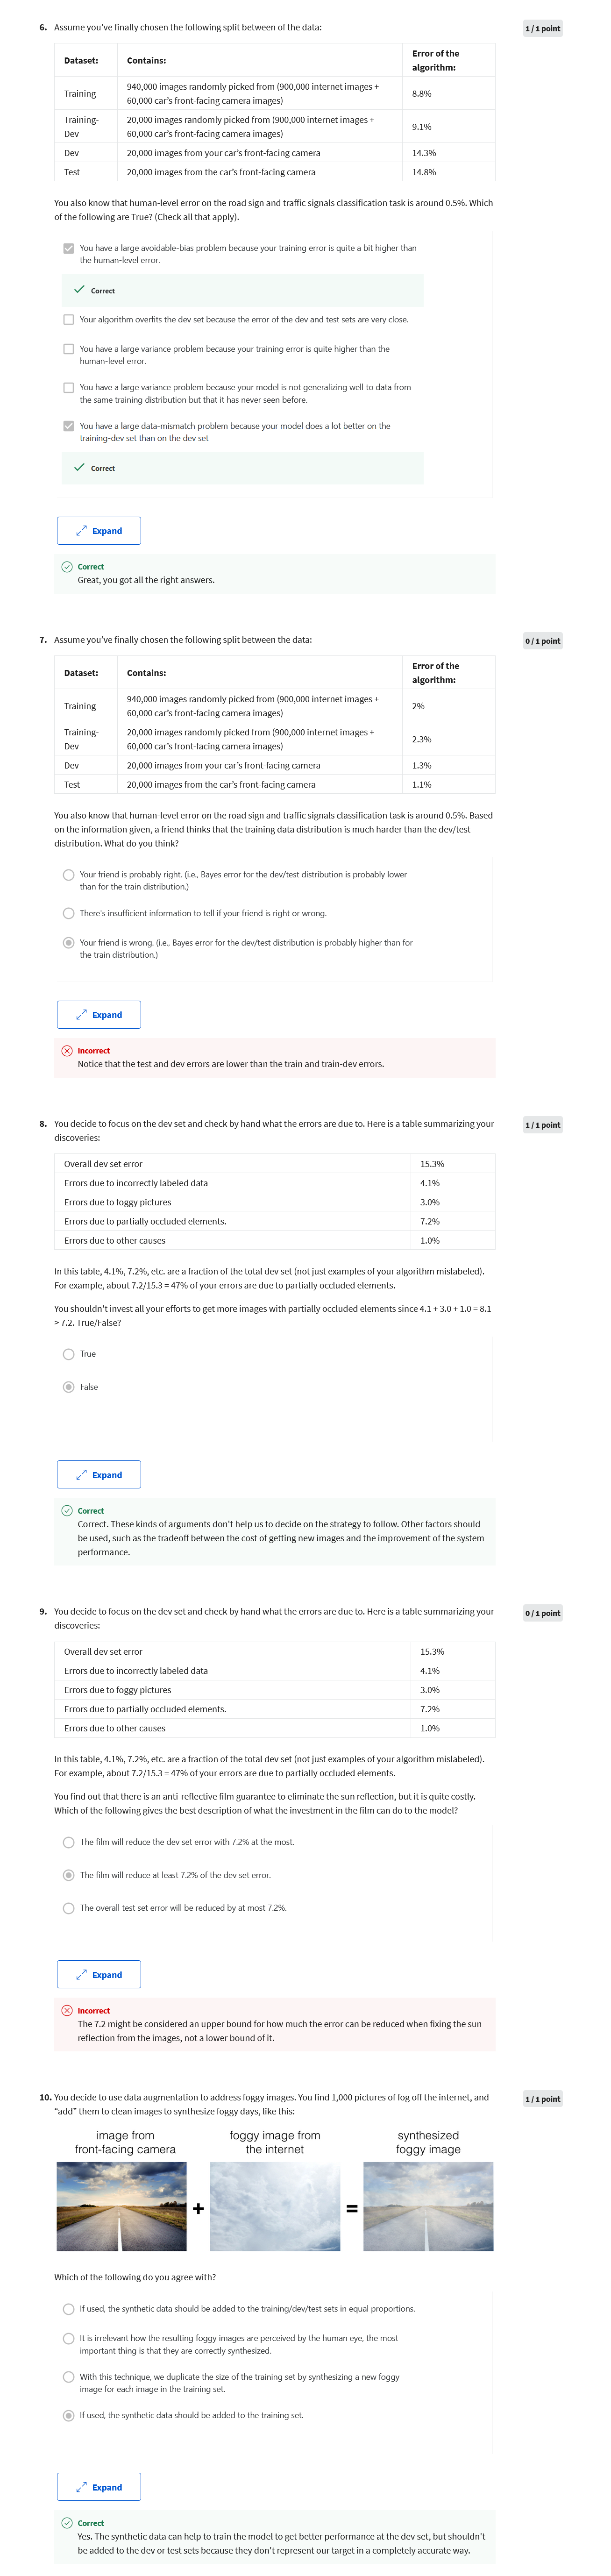 6. Assume you've finally chosen the following split between of the data:
1 / 1 point
Dataset: Contains: Error of the
algorithm:
Training 940,000 images randomly picked from (900,000 internet images +
60,000 car's front-facing camera images) 8.8%
Training-
Dev 20,000 images randomly picked from (900,000 internet images +
60,000 car's front-facing camera images) 9.1%
Dev 20,000 images from your car's front-facing camera 14.3%
Test 20,000 images from the car's front-facing camera 14.8%
You also know that human-level error on the road sign and traffic signals classification task is around 0.5%. Which
of the following are True? (Check all that apply).
You have a large avoidable-bias problem because your training error is quite a bit higher than
the human-level error.
Correct
Your algorithm overfits the dev set because the error of the dev and test sets are very close.
You have a large variance problem because your training error is quite higher than the
human-level error.
You have a large variance problem because your model is not generalizing well to data from
the same training distribution but that it has never seen before.
You have a large data-mismatch problem because your model does a lot better on the
training-dev set than on the dev set
Correct
Expand
Correct
Great, you got all the right answers.
7. Assume you've finally chosen the following split between the data:
0 / 1 point
Dataset: Contains: Error of the
algorithm:
Training 940,000 images randomly picked from (900,000 internet images +
60,000 car's front-facing camera images) 2%
Training-
Dev 20,000 images randomly picked from (900,000 internet images +
60,000 car's front-facing camera images) 2.3%
Dev 20,000 images from your car's front-facing camera 1.3%
Test 20,000 images from the car's front-facing camera 1.1%
You also know that human-level error on the road sign and traffic signals classification task is around 0.5%. Based
on the information given, a friend thinks that the training data distribution is much harder than the dev/test
distribution. What do you think?
Your friend is probably right. (i.e., Bayes error for the dev/test distribution is probably lower
than for the train distribution.)
There's insufficient information to tell if your friend is right or wrong.
Your friend is wrong. (i.e., Bayes error for the dev/test distribution is probably higher than for
the train distribution.)
Expand
Incorrect
Notice that the test and dev errors are lower than the train and train-dev errors.
8. You decide to focus on the dev set and check by hand what the errors are due to. Here is a table summarizing your
discoveries:
1 / 1 point
Overall dev set error 15.3%
Errors due to incorrectly labeled data 4.1%
Errors due to foggy pictures 3.0%
Errors due to partially occluded elements. 7.2%
Errors due to other causes 1.0%
In this table, 4.1%, 7.2%, etc. are a fraction of the total dev set (not just examples of your algorithm mislabeled).
For example, about 7.2/15.3 = 47% of your errors are due to partially occluded elements.
You shouldn't invest all your efforts to get more images with partially occluded elements since 4.1 + 3.0 + 1.0 = 8.1
> 7.2. True/False?
True
False
Expand
Correct
Correct. These kinds of arguments don't help us to decide on the strategy to follow. Other factors should
be used, such as the tradeoff between the cost of getting new images and the improvement of the system
performance.
9. You decide to focus on the dev set and check by hand what the errors are due to. Here is a table summarizing your
discoveries:
0 / 1 point
Overall dev set error 15.3%
Errors due to incorrectly labeled data 4.1%
Errors due to foggy pictures 3.0%
Errors due to partially occluded elements. 7.2%
Errors due to other causes 1.0%
In this table, 4.1%, 7.2%, etc. are a fraction of the total dev set (not just examples of your algorithm mislabeled).
For example, about 7.2/15.3 = 47% of your errors are due to partially occluded elements.
You find out that there is an anti-reflective film guarantee to eliminate the sun reflection, but it is quite costly.
Which of the following gives the best description of what the investment in the film can do to the model?
The film will reduce the dev set error with 7.2% at the most.
The film will reduce at least 7.2% of the dev set error.
The overall test set error will be reduced by at most 7.2%.
Expand
Incorrect
The 7.2 might be considered an upper bound for how much the error can be reduced when fixing the sun
reflection from the images, not a lower bound of it.
10. You decide to use data augmentation to address foggy images. You find 1,000 pictures of fog off the internet, and
"add" them to clean images to synthesize foggy days, like this:
1 / 1 point
image from
front-facing camera
foggy image from
the internet
synthesized
foggy image
+ =
Which of the following do you agree with?
If used, the synthetic data should be added to the training/dev/test sets in equal proportions.
It is irrelevant how the resulting foggy images are perceived by the human eye, the most
important thing is that they are correctly synthesized.
With this technique, we duplicate the size of the training set by synthesizing a new foggy
image for each image in the training set.
If used, the synthetic data should be added to the training set.
Expand
Correct
Yes. The synthetic data can help to train the model to get better performance at the dev set, but shouldn't
be added to the dev or test sets because they don't represent our target in a completely accurate way.